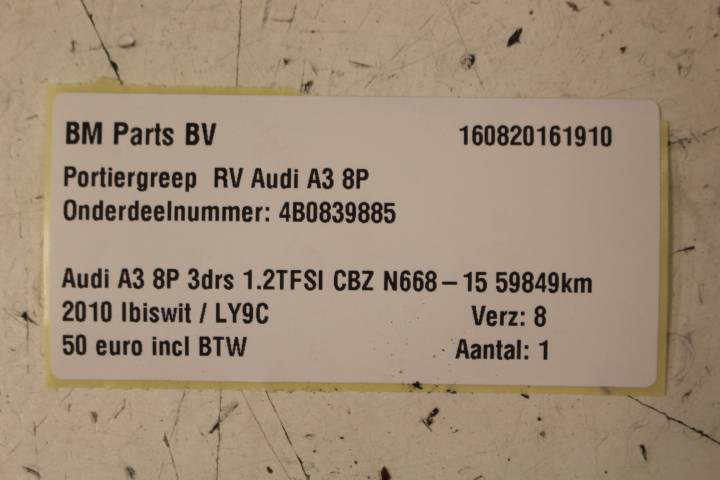 BM Parts BV 160820161910
Portiergreep RV Audi A3 8P
Onderdeelnummer: 4B0839885
Audi A3 8P 3drs 1.2TFSI CBZ N668-15 59849km
2010 Ibiswit / LY9C Verz: 8
50 euro incl BTW Aantal: 1